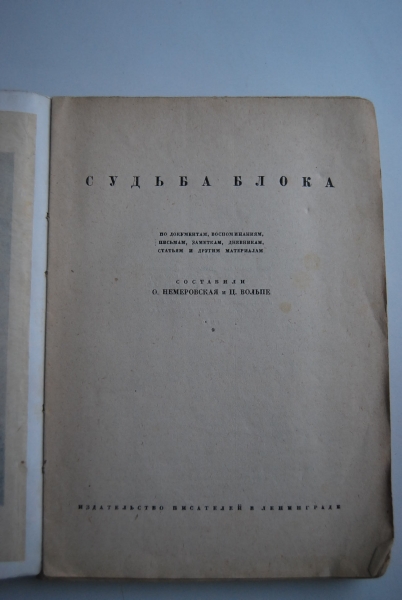 СУДЬБА БЛОКА
ПО ДОКУМЕНТАМ, ВОСПОМИНАНИЯМ,
ПИСЬМАМ, ЗАМЕТКАМ, ДНЕВНИКАМ,
СТАТЬЯМ И ДРУГИМ МАТЕРИАЛАМ
СОСТАВИЛИ
О. НЕМЕРОВСКАЯ и Ц. ВОЛЬПЕ
ИЗДАТЕЛЬСТВО ПИСАТЕЛЕЙ В ЛЕНИНГРАДЕ